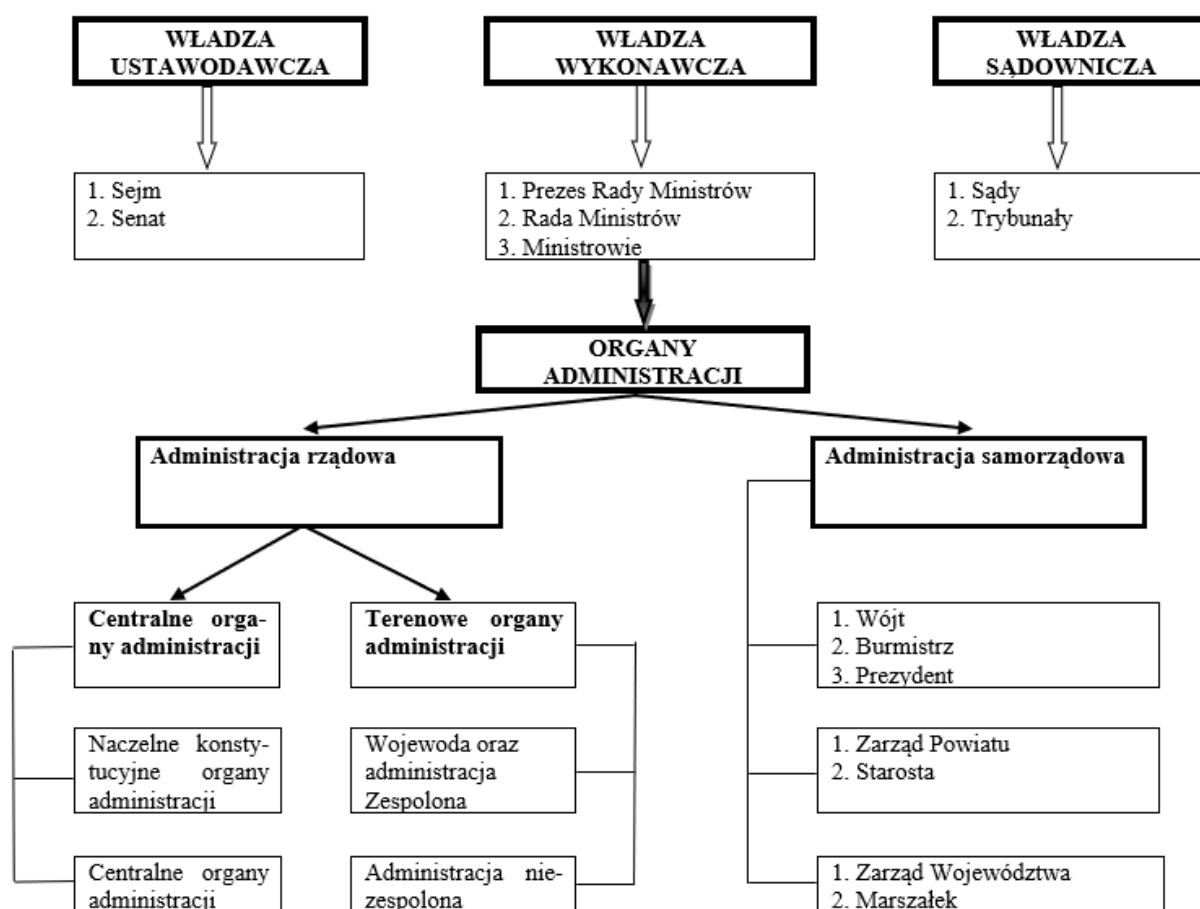 WŁADZA
USTAWODAWCZA
WŁADZA
WYKONAWCZA
WŁADZA
SĄDOWNICZA
1. Sejm
2. Senat
1. Prezes Rady Ministrów
2. Rada Ministrów
3. Ministrowie
1. Sądy
2. Trybunały
ORGANY
ADMINISTRACJI
Administracja rządowa
Administracja samorządowa
Centralne orga-
ny administracji
Terenowe organy
administracji
1. Wójt
2. Burmistrz
3. Prezydent
Naczelne konsty-
tucyjne organy
administracji
Wojewoda oraz
administracja
Zespolona
1. Zarząd Powiatu
2. Starosta
Centralne organy
administracji
Administracja nie-
zespolona
1. Zarząd Województwa
2. Marszałek